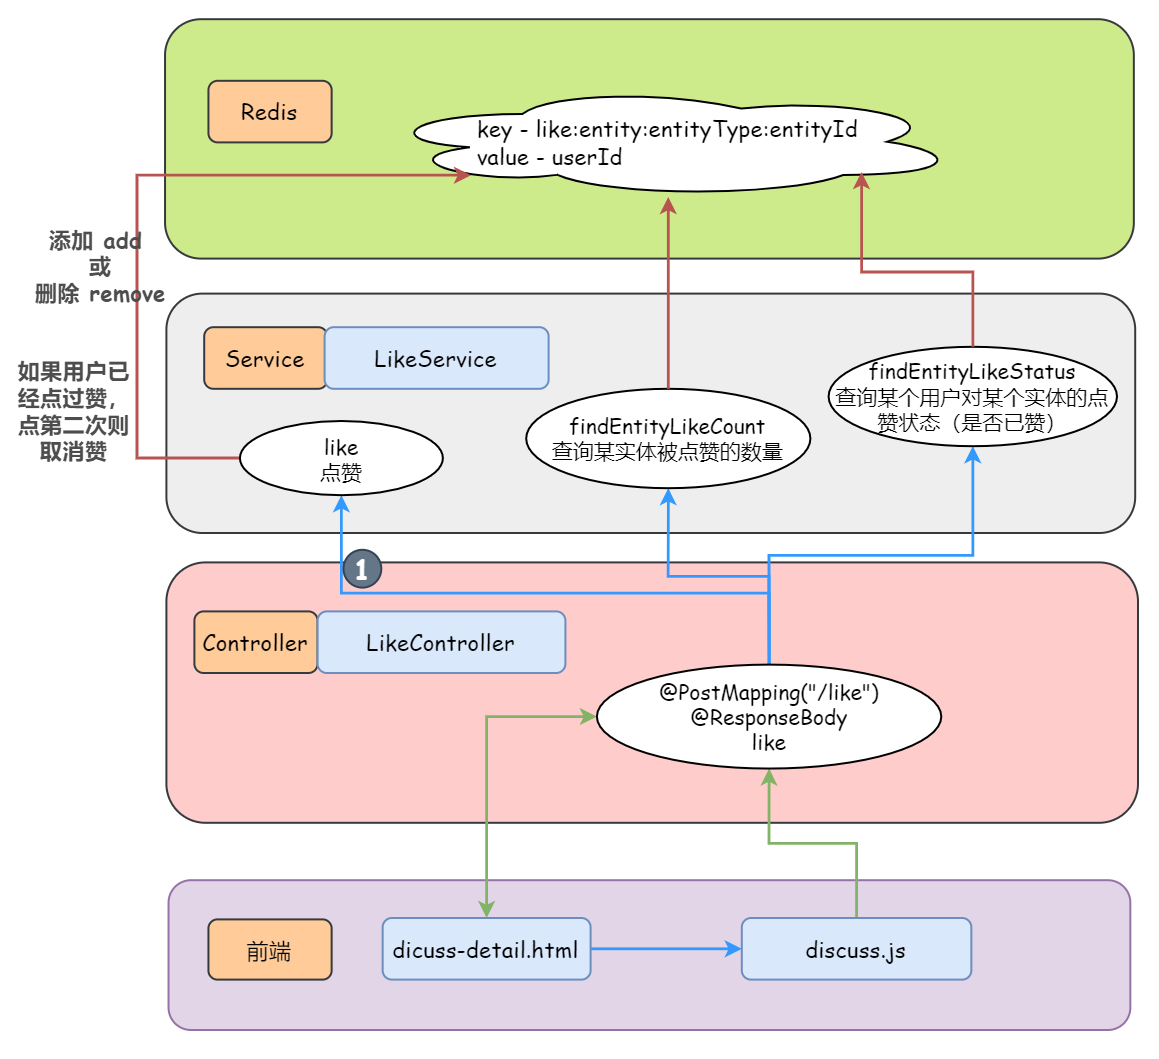 Redis
key - like:entity:entityType:entityId
value - userId
添加 add
或
删除 remove
Service
LikeService
如果用户已
经点过赞，
点第二次则
取消赞
like
点赞
findEntityLikeCount
查询某实体被点赞的数量
findEntityLikeStatus
查询某个用户对某个实体的点
赞状态（是否已赞）
1
Controller
LikeController
@PostMapping("/like")
@ResponseBody
like
前端
dicuss-detail.html
discuss.js